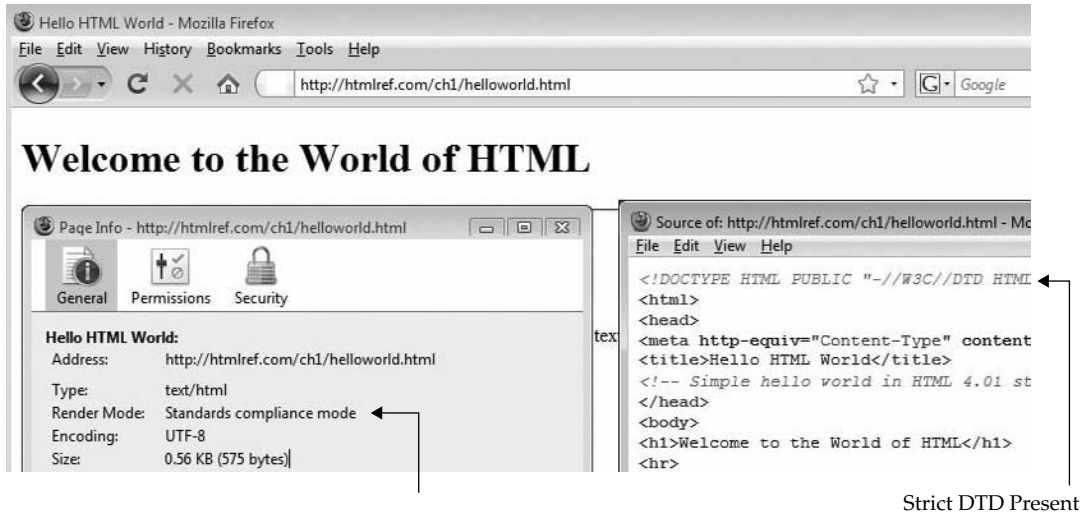 Hello HTML World - Mozilla Firefox
File Edit View History Bookmarks Tools Help
http://htmlref.com/ch1/helloworld.html
G Google
Welcome to the World of HTML
Page Info - http://htmlref.com/ch1/helloworld.html
General Permissions Security
Hello HTML World:
Address: http://htmlref.com/ch1/helloworld.html
Type: text/html
Render Mode: Standards compliance mode
Encoding: UTF-8
Size: 0.56 KB (575 bytes)
tex
Source of: http://htmlref.com/ch1/helloworld.html - Mo
File Edit View Help
<!DOCTYPE HTML PUBLIC "-//W3C//DTD HTML
<html>
<head>
<meta http-equiv="Content-Type" content
<title>Hello HTML World</title>
<!-- Simple hello world in HTML 4.01 st
</head>
<body>
<h1>Welcome to the World of HTML</h1>
<hr>
Strict DTD Present